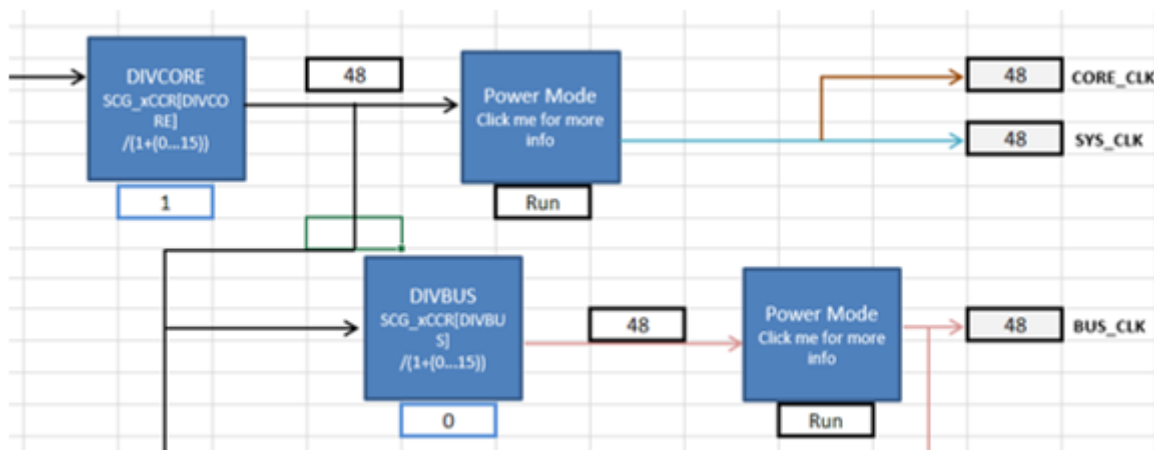 DIVCORE
SCG_xCCR[DIVCO
RE]
/(1+(0...15))
1
48
Power Mode
Click me for more
info
Run
48
CORE_CLK
48
SYS_CLK
DIVBUS
SCG_xCCR[DIVBU
S]
/(1+(0...15))
0
48
Power Mode
Click me for more
info
Run
48
BUS_CLK